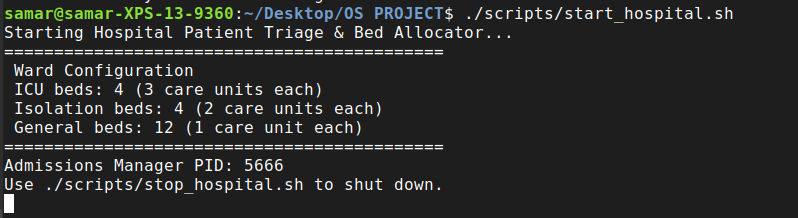 samar@samar-XPS-13-9360:~/Desktop/OS PROJECT$ ./scripts/start_hospital.sh
Starting Hospital Patient Triage & Bed Allocator...
============================================
 Ward Configuration
 ICU beds: 4 (3 care units each)
 Isolation beds: 4 (2 care units each)
 General beds: 12 (1 care unit each)
============================================
Admissions Manager PID: 5666
Use ./scripts/stop_hospital.sh to shut down.